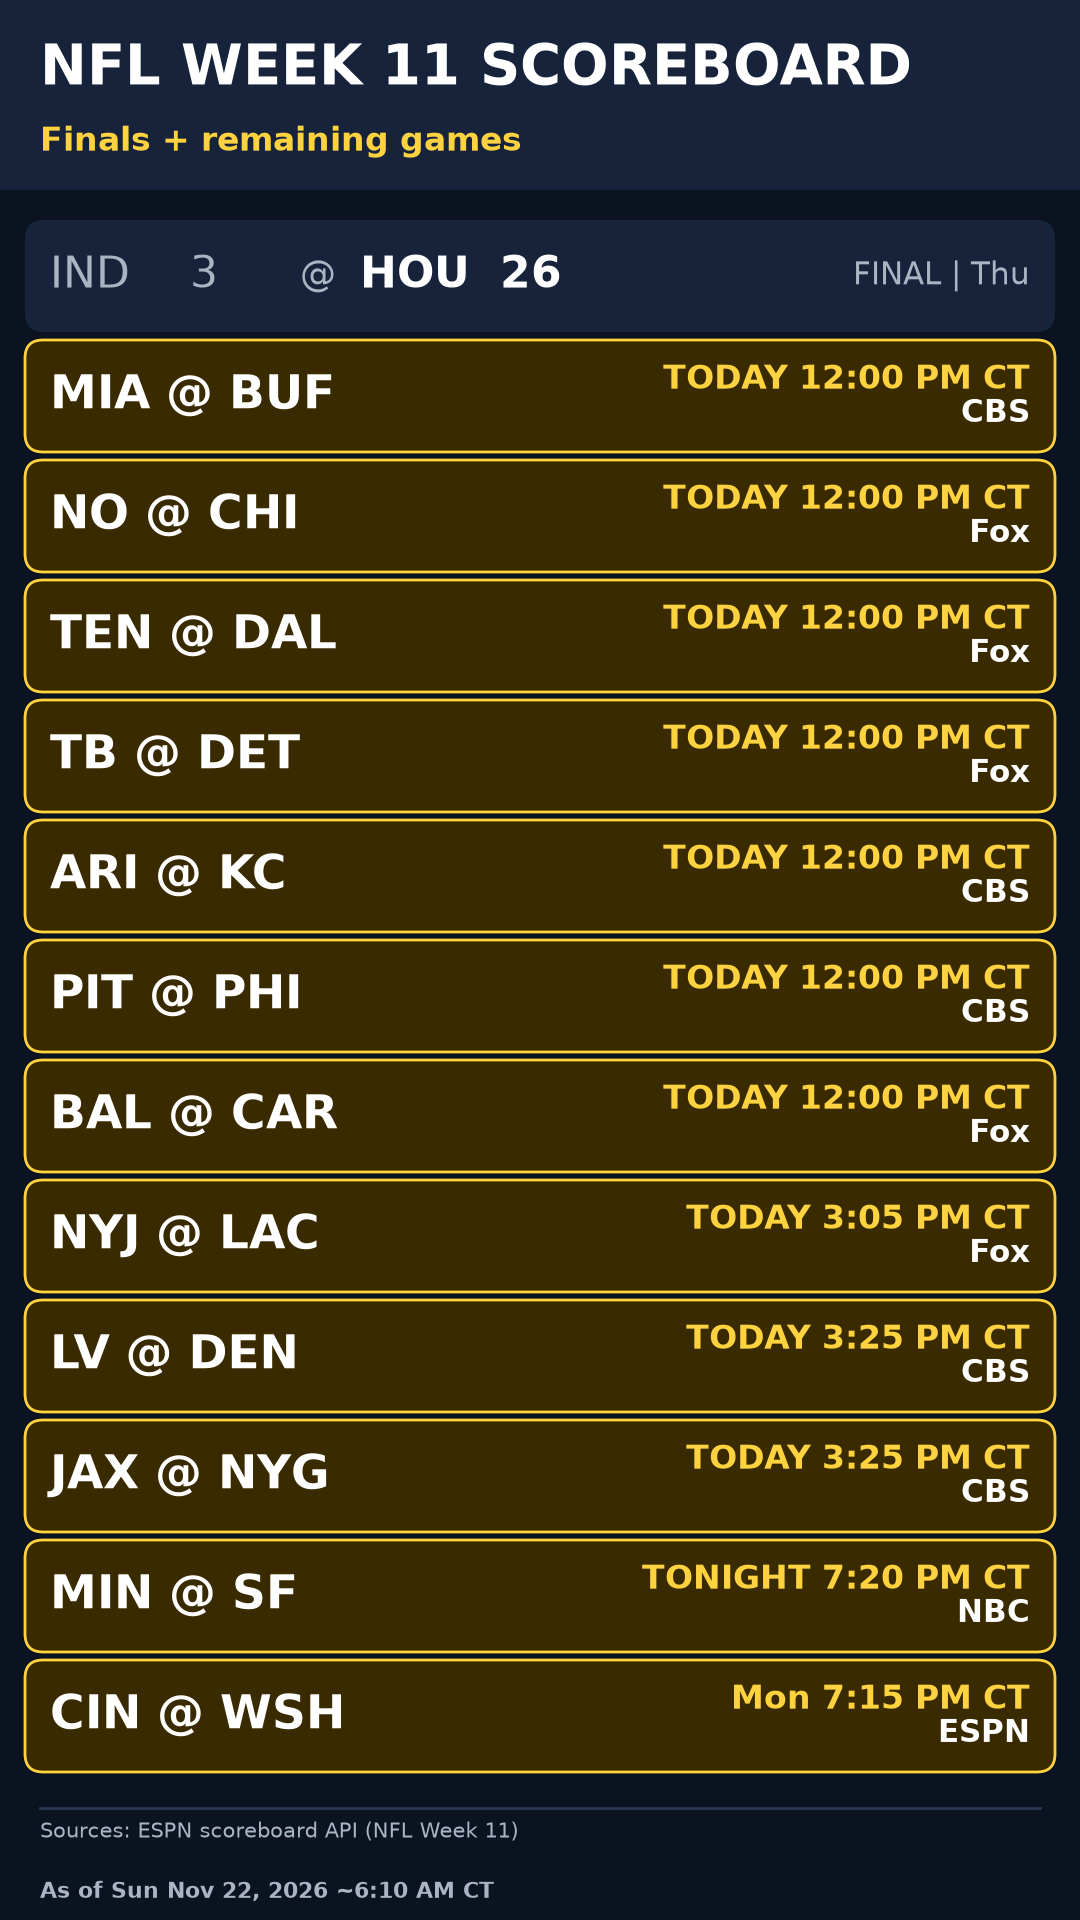 NFL WEEK 11 SCOREBOARD
Finals + remaining games
IND 3 @ HOU 26 FINAL | Thu
MIA @ BUF TODAY 12:00 PM CT
CBS
NO @ CHI TODAY 12:00 PM CT
Fox
TEN @ DAL TODAY 12:00 PM CT
Fox
TB @ DET TODAY 12:00 PM CT
Fox
ARI @ KC TODAY 12:00 PM CT
CBS
PIT @ PHI TODAY 12:00 PM CT
CBS
BAL @ CAR TODAY 12:00 PM CT
Fox
NYJ @ LAC TODAY 3:05 PM CT
Fox
LV @ DEN TODAY 3:25 PM CT
CBS
JAX @ NYG TODAY 3:25 PM CT
CBS
MIN @ SF TONIGHT 7:20 PM CT
NBC
CIN @ WSH Mon 7:15 PM CT
ESPN
Sources: ESPN scoreboard API (NFL Week 11)
As of Sun Nov 22, 2026 ~6:10 AM CT